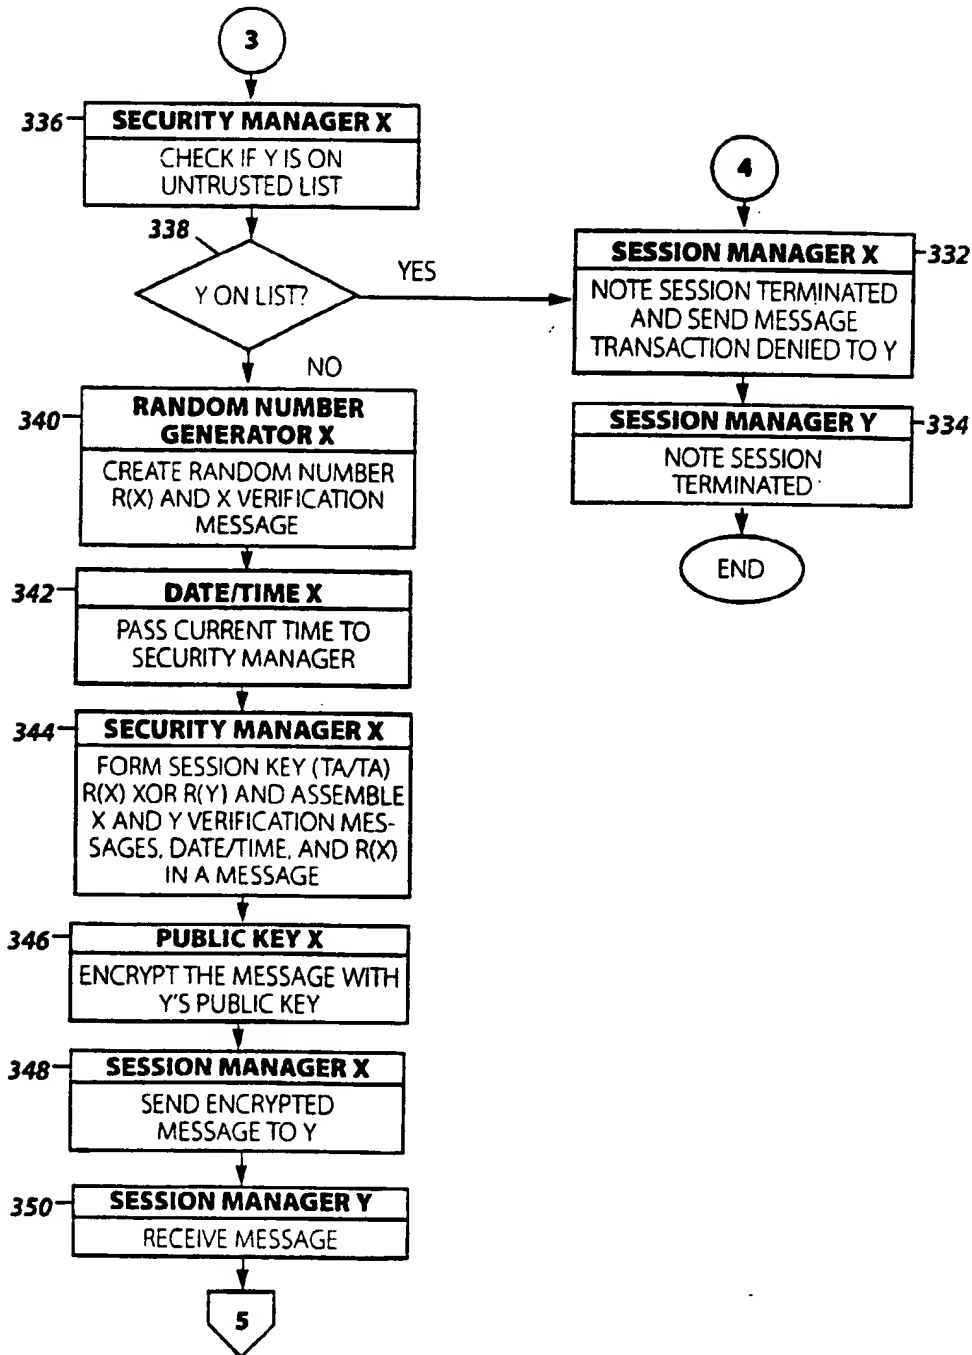 3
336
SECURITY MANAGER X
CHECK IF Y IS ON
UNTRUSTED LIST
338
Y ON LIST?
YES
NO
4
SESSION MANAGER X
332
NOTE SESSION TERMINATED
AND SEND MESSAGE
TRANSACTION DENIED TO Y
SESSION MANAGER Y
334
NOTE SESSION
TERMINATED
END
340
RANDOM NUMBER
GENERATOR X
CREATE RANDOM NUMBER
R(X) AND X VERIFICATION
MESSAGE
342
DATE/TIME X
PASS CURRENT TIME TO
SECURITY MANAGER
344
SECURITY MANAGER X
FORM SESSION KEY (TA/TA)
R(X) XOR R(Y) AND ASSEMBLE
X AND Y VERIFICATION MES-
SAGES, DATE/TIME, AND R(X)
IN A MESSAGE
346
PUBLIC KEY X
ENCRYPT THE MESSAGE WITH
Y'S PUBLIC KEY
348
SESSION MANAGER X
SEND ENCRYPTED
MESSAGE TO Y
350
SESSION MANAGER Y
RECEIVE MESSAGE
5